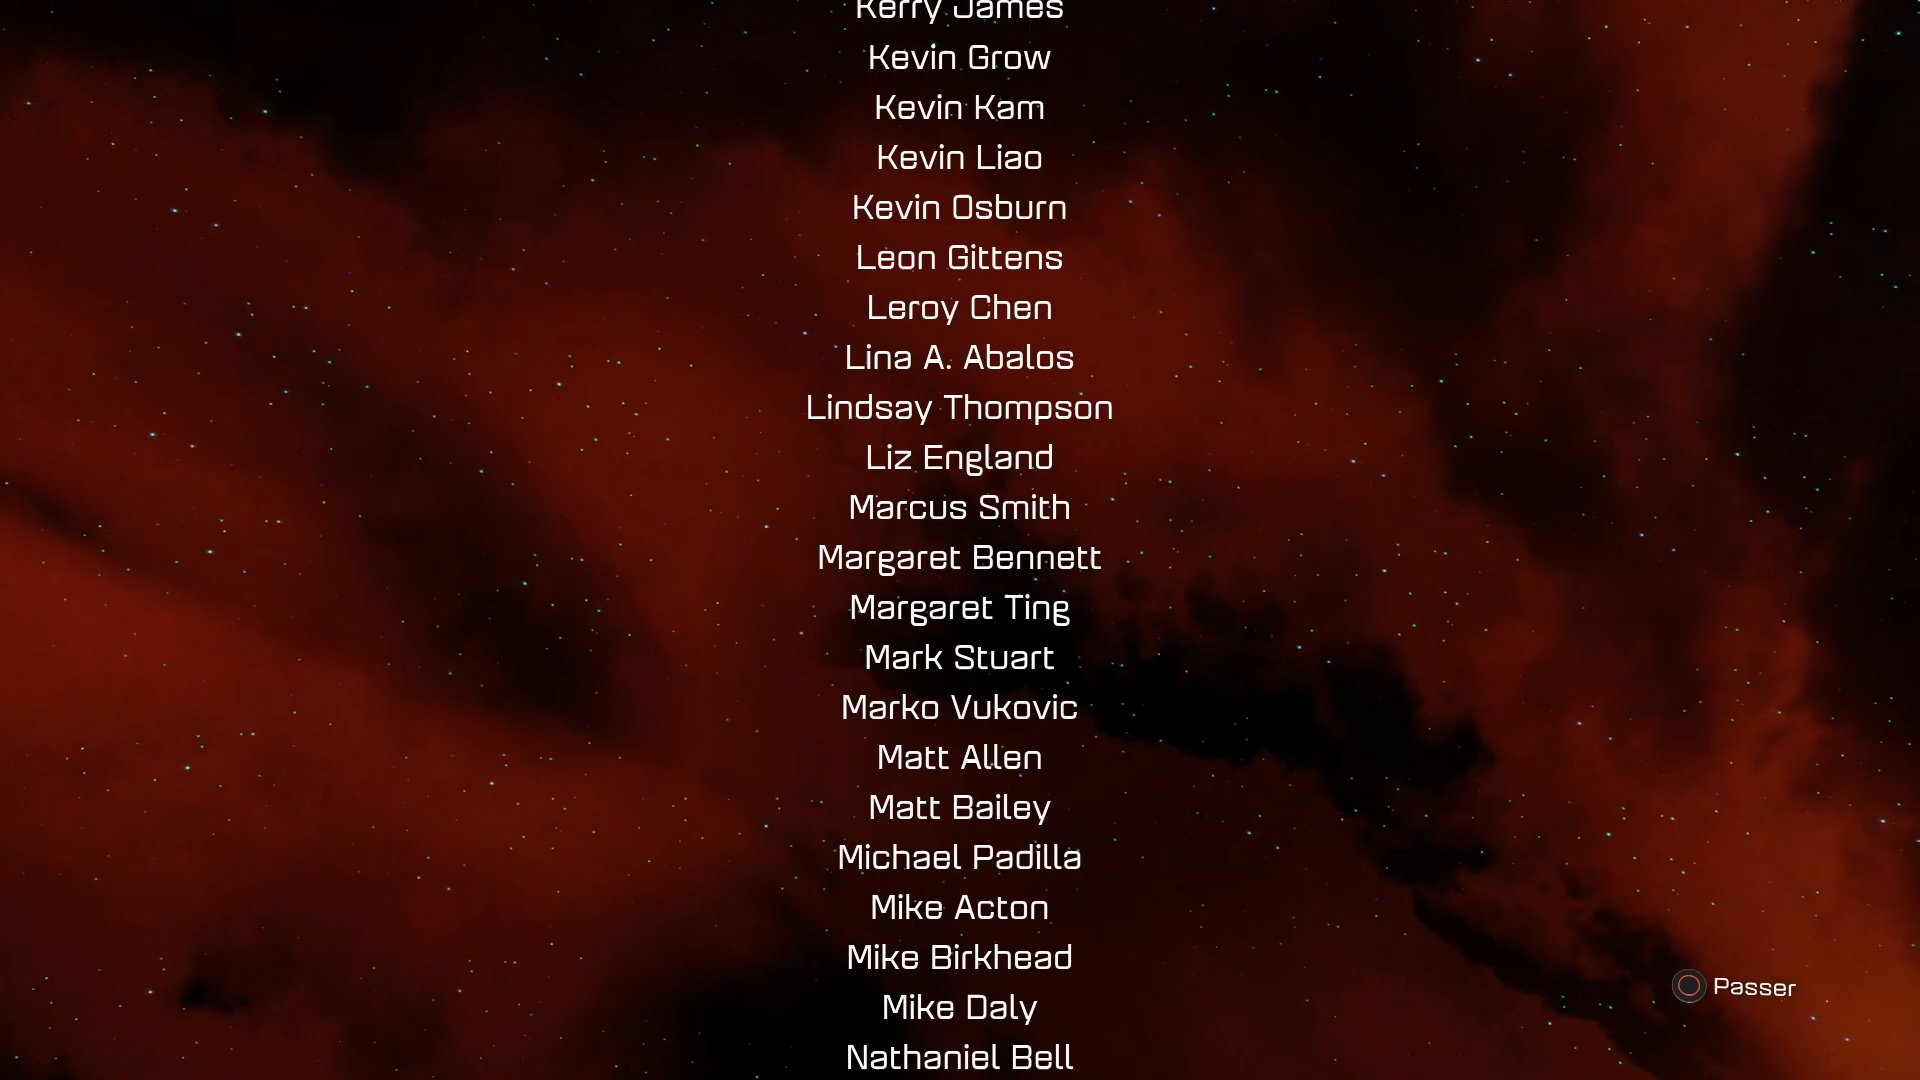 Kerry James
Kevin Grow
Kevin Kam
Kevin Liao
Kevin Osburn
Leon Gittens
Leroy Chen
Lina A. Abalos
Lindsay Thompson
Liz England
Marcus Smith
Margaret Bennett
Margaret Ting
Mark Stuart
Marko Vukovic
Matt Allen
Matt Bailey
Michael Padilla
Mike Acton
Mike Birkhead
Passer
Mike Daly
Nathaniel Bell